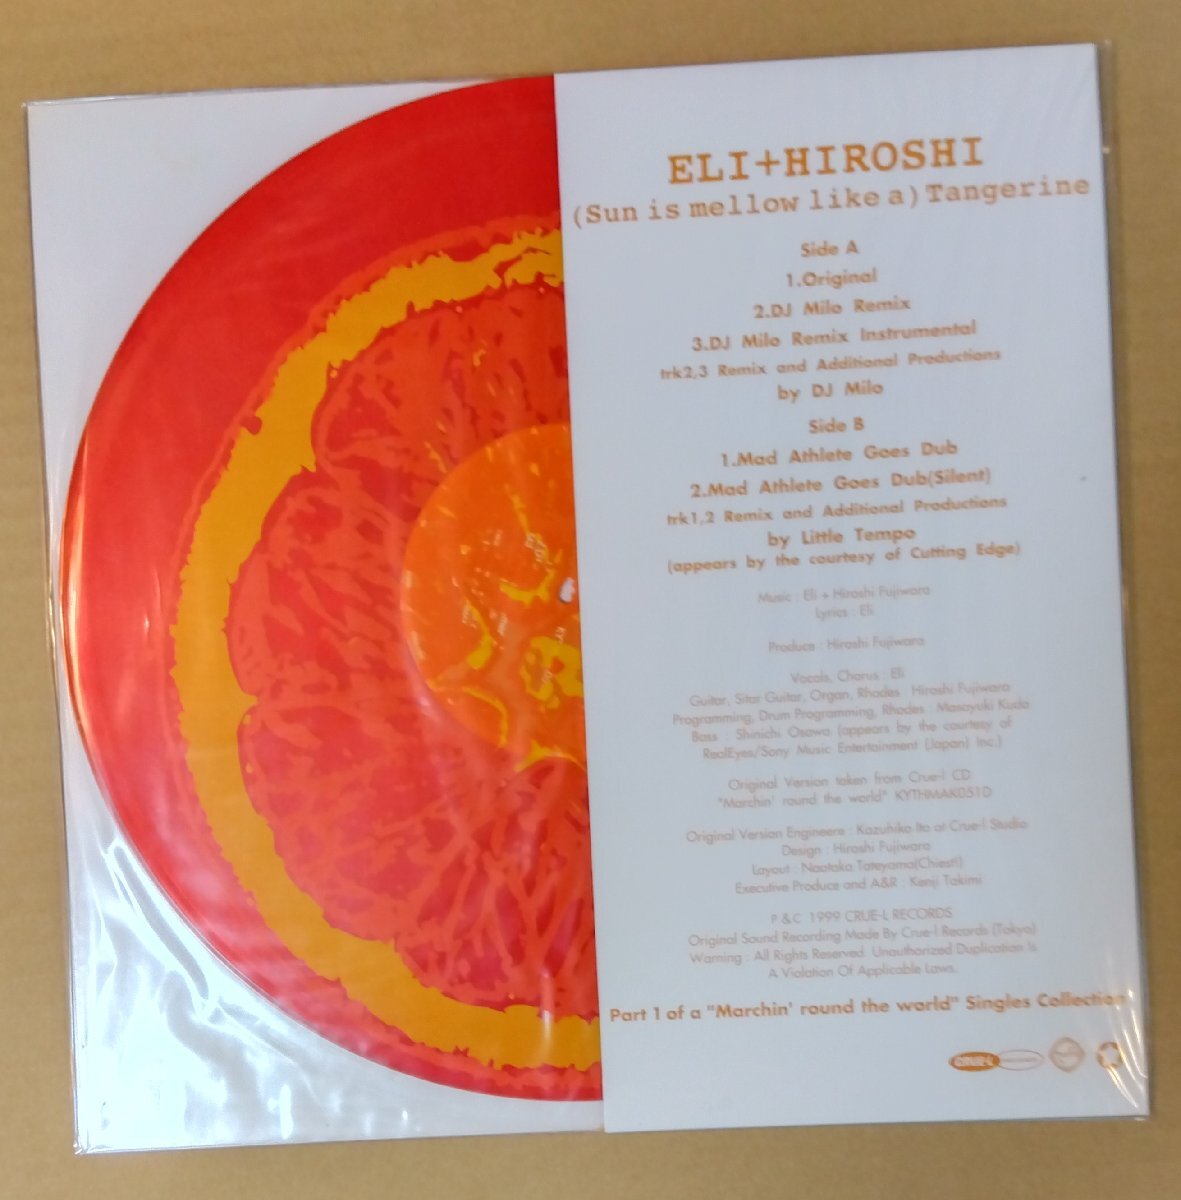 ELI+HIROSHI
(Sun is mellow like a) Tangerine
Side A
1.Original
2.DJ Milo Remix
3.DJ Milo Remix Instrumental
trk2,3 Remix and Additional Productions
by DJ Milo
Side B
1.Mad Athlete Goes Dub
2.Mad Athlete Goes Dub(Silent)
trk1,2 Remix and Additional Productions
by Little Tempo
(appears by the courtesy of Cutting Edge)
Music : Eli + Hiroshi Fujiwara
Lyrics : Eli
Produce : Hiroshi Fujiwara
Vocals, Chorus : Eli
Guitar, Sitar Guitar, Organ, Rhodes : Hiroshi Fujiwara
Programming, Drum Programming, Rhodes : Masayuki Kudo
Bass : Shinichi Osawa (appears by the courtesy of
RealEyes/Sony Music Entertainment (Japan) Inc.)
Original Version taken from Crue-l CD
"Marchin' round the world" KYTHMAK051D
Original Version Engineere : Kazuhiko Ito at Crue-l Studio
Design : Hiroshi Fujiwara
Layout : Naotaka Tateyama(Chiest!)
Executive Produce and A&R : Kenji Takimi
P &C 1999 CRUE-L RECORDS
Original Sound Recording Made By Crue-l Records (Tokyo)
Warning : All Rights Reserved. Unauthorized Duplication Is
A Violation Of Applicable Laws.
Part 1 of a "Marchin' round the world" Singles Collection
crue-l